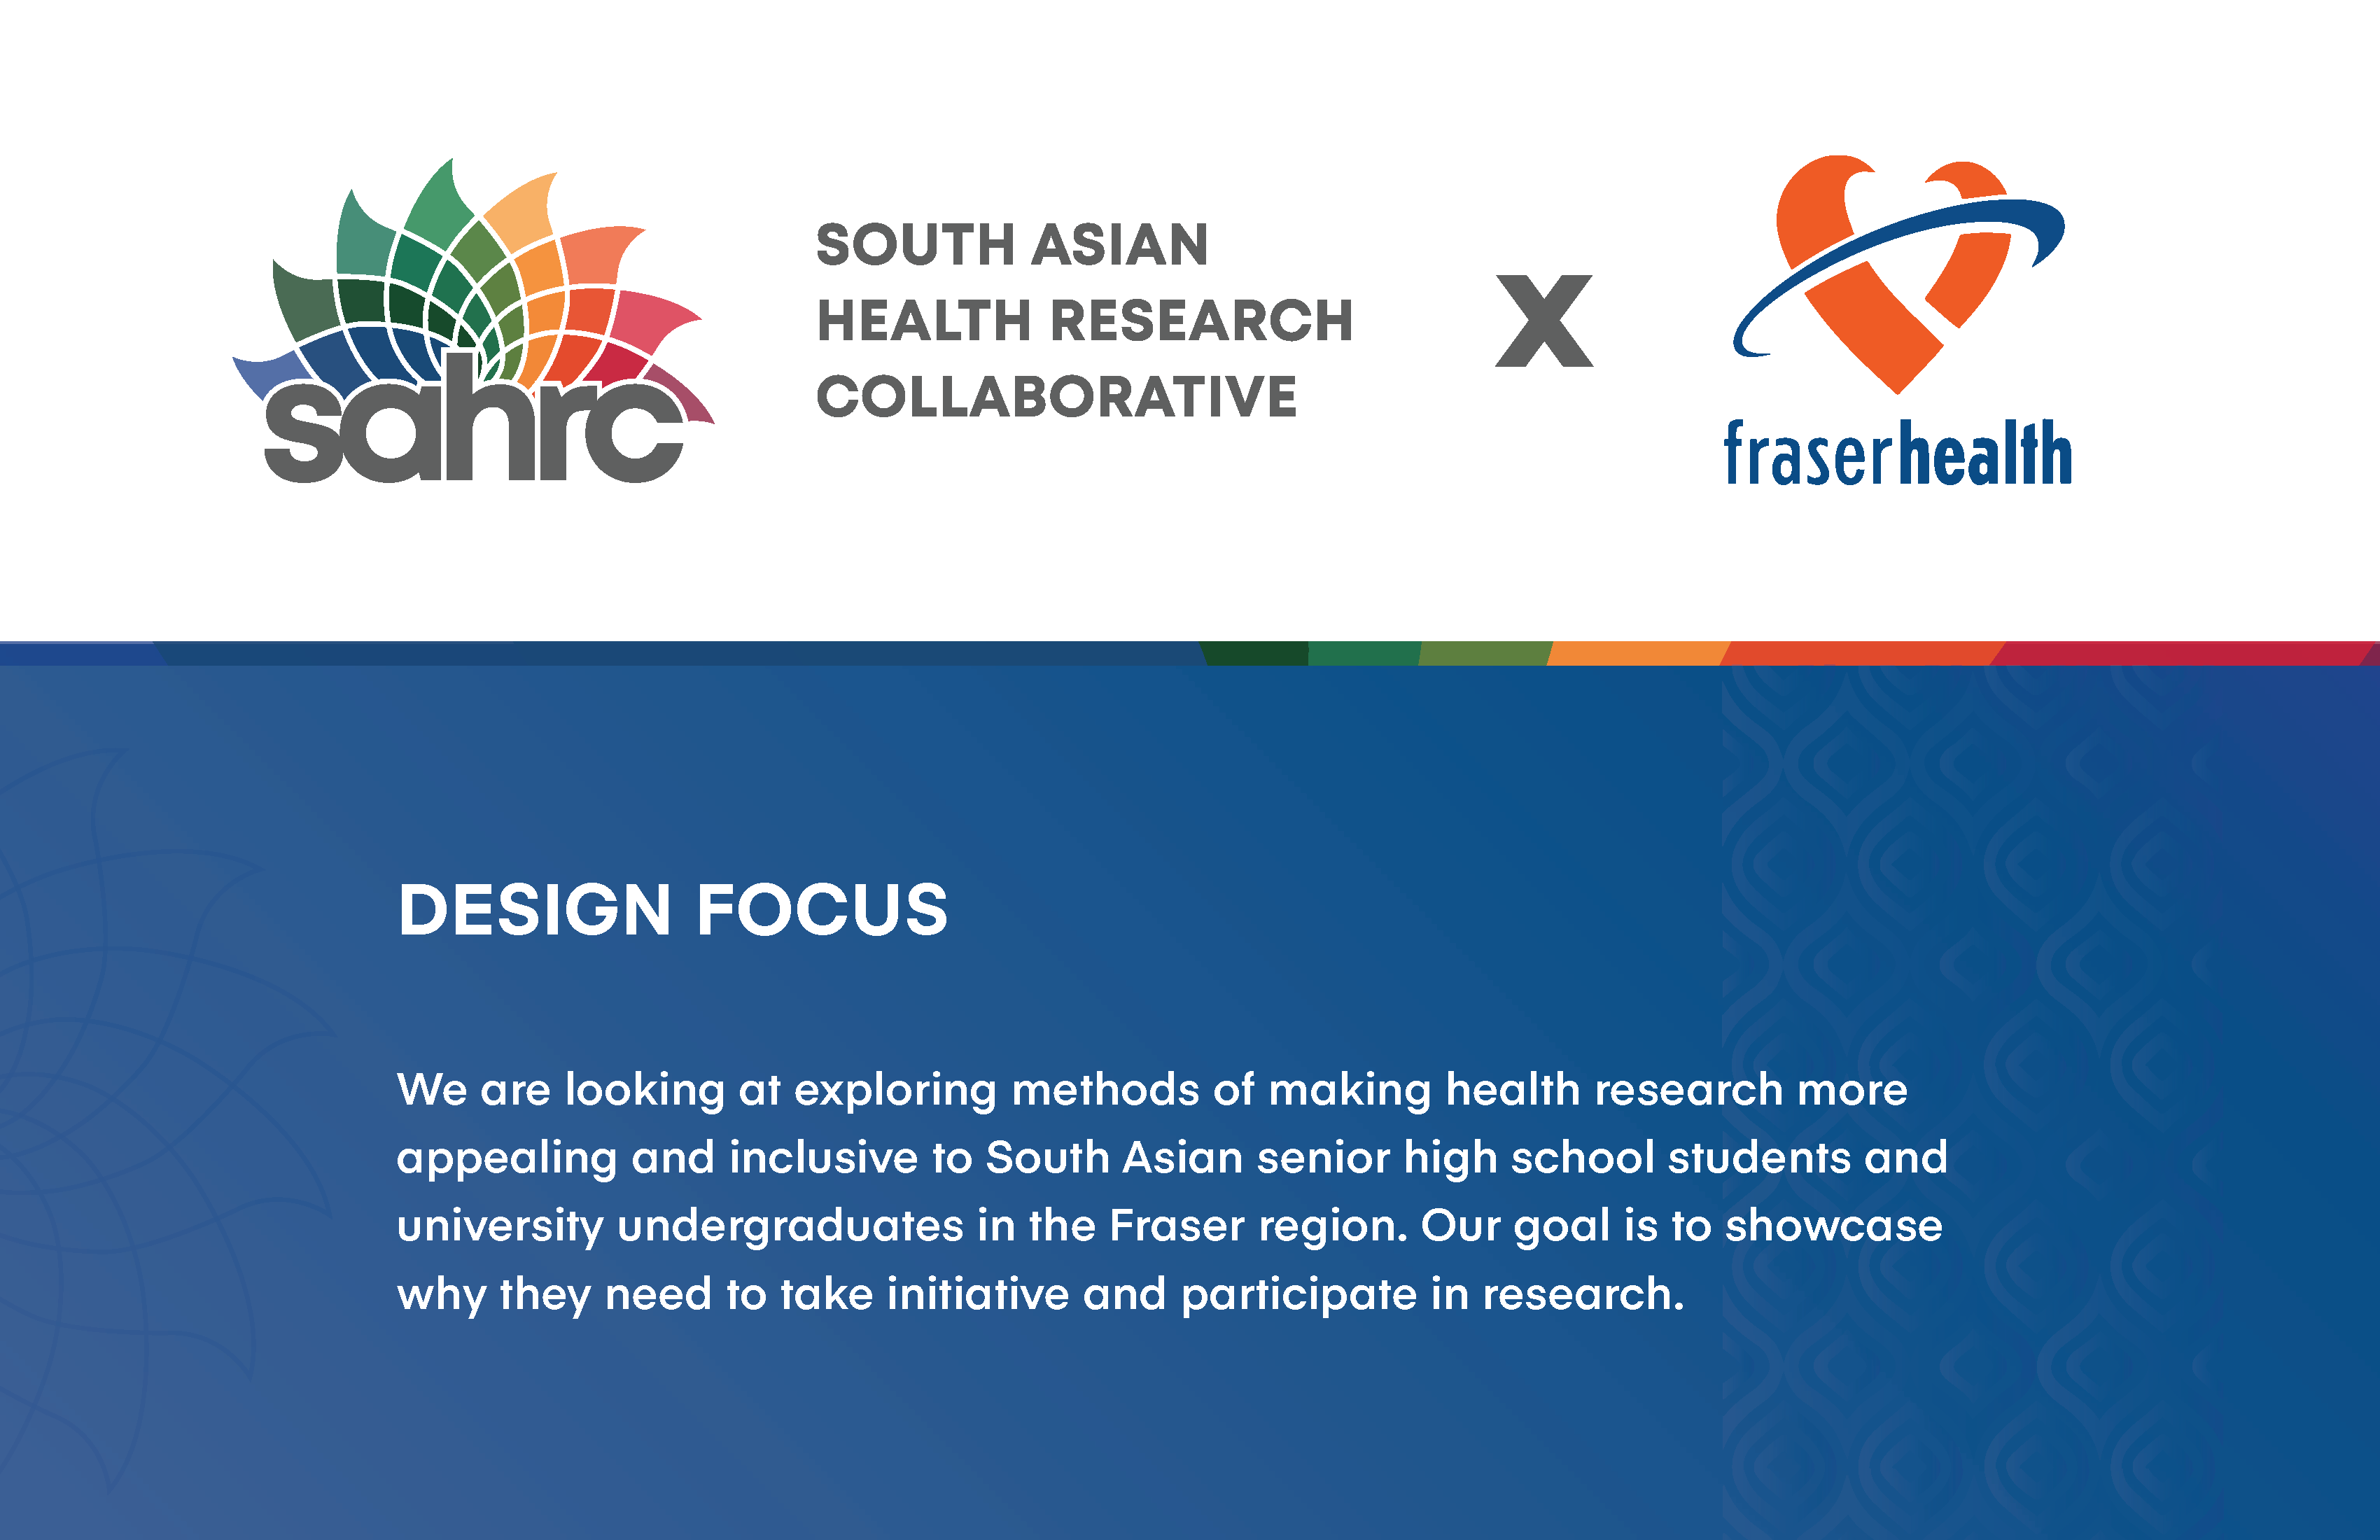 sahrc
SOUTH ASIAN
HEALTH RESEARCH
COLLABORATIVE
X
fraserhealth
DESIGN FOCUS
We are looking at exploring methods of making health research more
appealing and inclusive to South Asian senior high school students and
university undergraduates in the Fraser region. Our goal is to showcase
why they need to take initiative and participate in research.